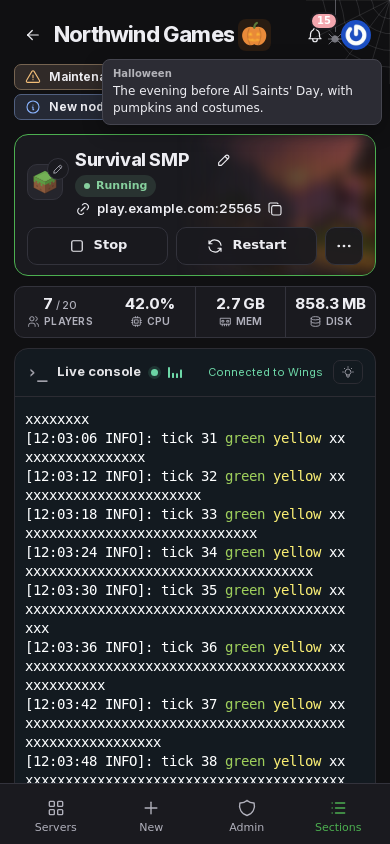 Northwind Games
15
Maintena
New nod
Halloween
The evening before All Saints' Day, with
pumpkins and costumes.
Survival SMP
Running
play.example.com:25565
Stop
Restart
7 / 20
PLAYERS
42.0%
CPU
2.7 GB
MEM
858.3 MB
DISK
Live console
Connected to Wings
xxxxxxxx
[12:03:06 INFO]: tick 31 green yellow xx
xxxxxxxxxxxxxxx
[12:03:12 INFO]: tick 32 green yellow xx
xxxxxxxxxxxxxxxxxxxxxx
[12:03:18 INFO]: tick 33 green yellow xx
xxxxxxxxxxxxxxxxxxxxxxxxxxxxx
[12:03:24 INFO]: tick 34 green yellow xx
xxxxxxxxxxxxxxxxxxxxxxxxxxxxxxxxxxxx
[12:03:30 INFO]: tick 35 green yellow xx
xxxxxxxxxxxxxxxxxxxxxxxxxxxxxxxxxxxxxxxx
xxx
[12:03:36 INFO]: tick 36 green yellow xx
xxxxxxxxxxxxxxxxxxxxxxxxxxxxxxxxxxxxxxxx
xxxxxxxxxx
[12:03:42 INFO]: tick 37 green yellow xx
xxxxxxxxxxxxxxxxxxxxxxxxxxxxxxxxxxxxxxxx
xxxxxxxxxxxxxxxxx
[12:03:48 INFO]: tick 38 green yellow xx
xxxxxxxxxxxxxxxxxxxxxxxxxxxxxxxxxxxxxxxx
Servers
New
Admin
Sections